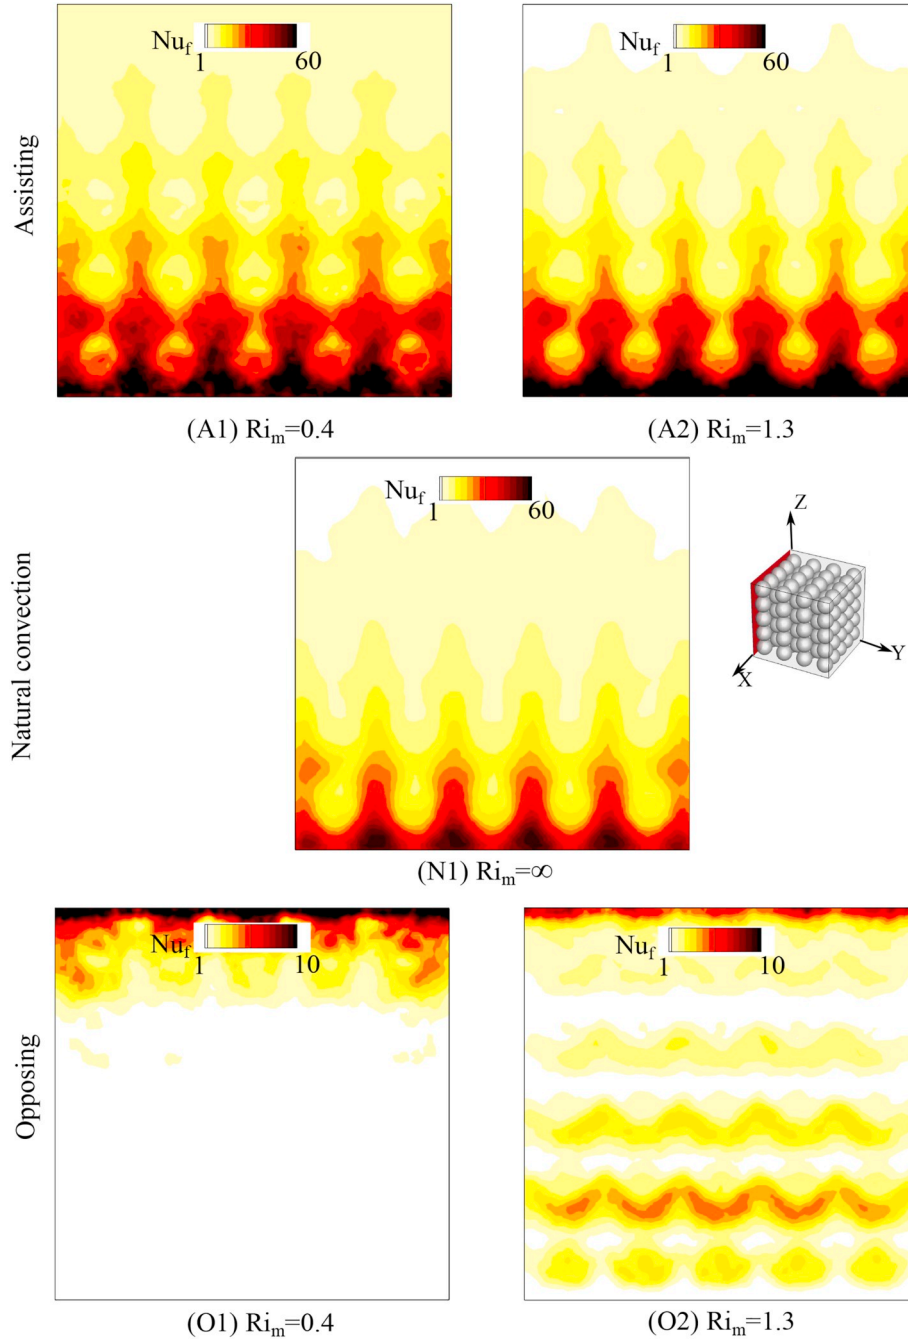 Nu_f
1 60
Nu_f
1 60
Assisting
(A1) Ri_m=0.4
(A2) Ri_m=1.3
Nu_f
1 60
Natural convection
Z
Y
X
(N1) Ri_m=∞
Nu_f
1 10
Nu_f
1 10
Opposing
(O1) Ri_m=0.4
(O2) Ri_m=1.3